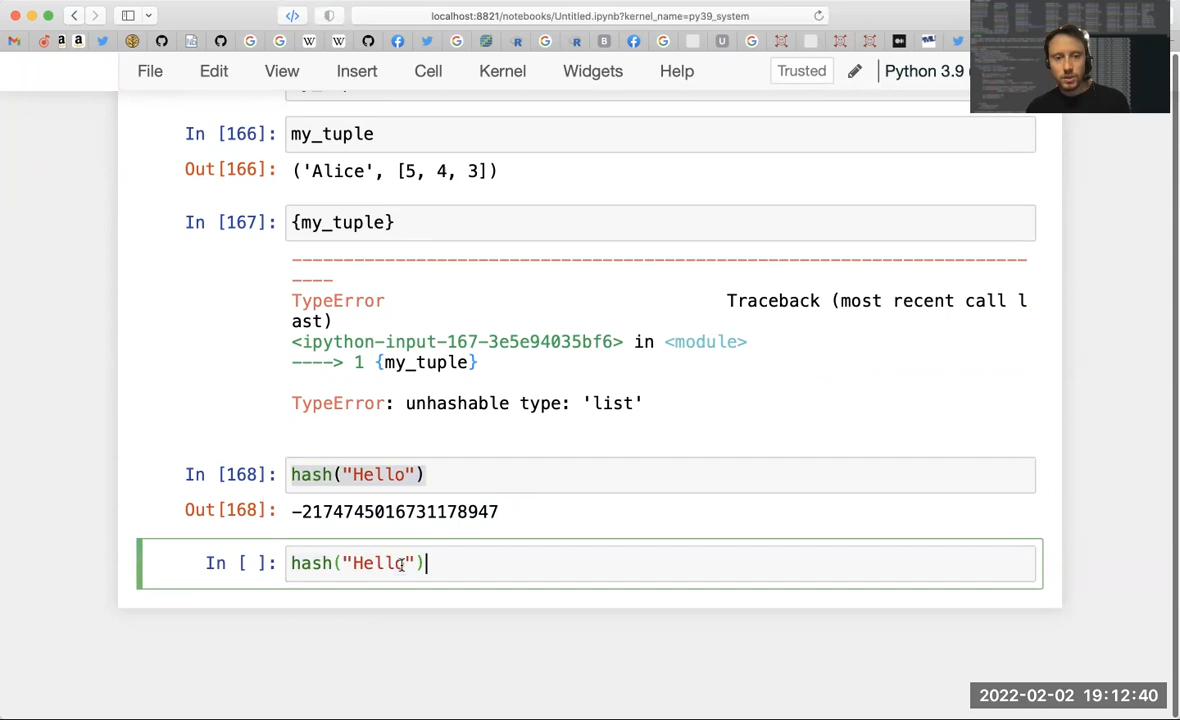 localhost:8821/notebooks/Untitled.ipynb?kernel_name=py39_system
File Edit View Insert Cell Kernel Widgets Help Trusted Python 3.9
In [166]: my_tuple
Out[166]: ('Alice', [5, 4, 3])
In [167]: {my_tuple}
---------------------------------------------------------------------------
TypeError Traceback (most recent call l
ast)
<ipython-input-167-3e5e94035bf6> in <module>
----> 1 {my_tuple}
TypeError: unhashable type: 'list'
In [168]: hash("Hello")
Out[168]: -2174745016731178947
In [ ]: hash("Hello")
2022-02-02 19:12:40